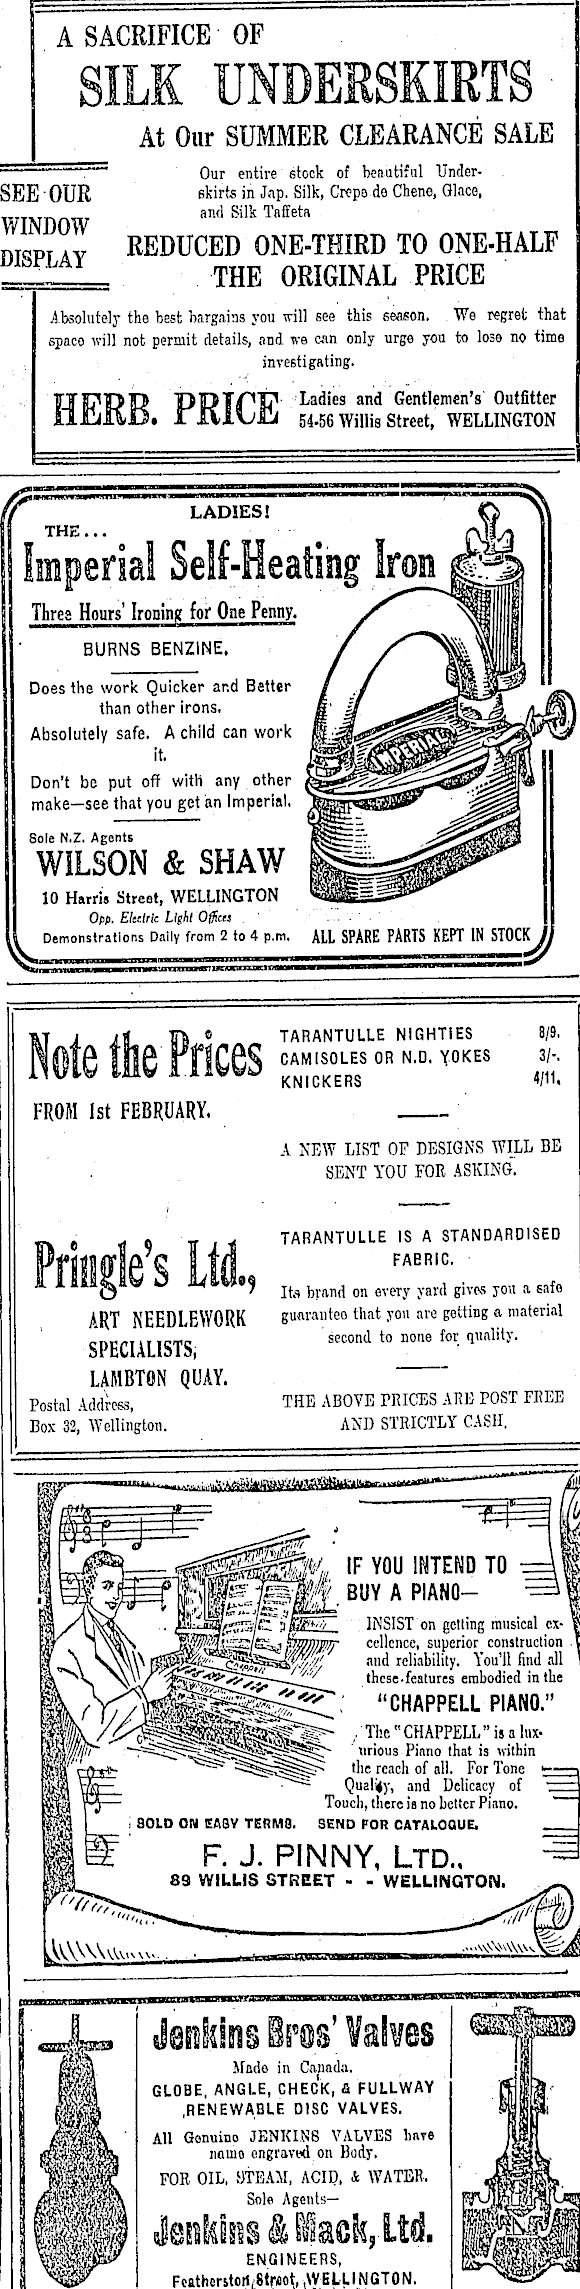 A SACRIFICE OF
SILK UNDERSKIRTS
At Our SUMMER CLEARANCE SALE
SEE OUR
WINDOW
DISPLAY
Our entire stock of beautiful Under-
skirts in Jap. Silk, Crepe de Chene, Glace,
and Silk Taffeta
REDUCED ONE-THIRD TO ONE-HALF
THE ORIGINAL PRICE
Absolutely the best bargains you will see this season. We regret that
space will not permit details, and we can only urge you to lose no time
investigating.
HERB. PRICE
Ladies and Gentlemen's Outfitter
54-56 Willis Street, WELLINGTON
LADIES!
THE...
Imperial Self-Heating Iron
Three Hours' Ironing for One Penny.
BURNS BENZINE.
Does the work Quicker and Better
than other irons.
Absolutely safe. A child can work
it.
Don't be put off with any other
make—see that you get an Imperial.
IMPERIAL
Sole N.Z. Agents
WILSON & SHAW
10 Harris Street, WELLINGTON
Opp. Electric Light Offices
Demonstrations Daily from 2 to 4 p.m.
ALL SPARE PARTS KEPT IN STOCK
Note the Prices
FROM 1st FEBRUARY.
TARANTULLE NIGHTIES 8/9.
CAMISOLES OR N.D. YOKES 3/-.
KNICKERS 4/11.
A NEW LIST OF DESIGNS WILL BE
SENT YOU FOR ASKING.
Pringle's Ltd.,
ART NEEDLEWORK
SPECIALISTS,
LAMBTON QUAY.
Postal Address,
Box 32, Wellington.
TARANTULLE IS A STANDARDISED
FABRIC.
Its brand on every yard gives you a safe
guarantee that you are getting a material
second to none for quality.
THE ABOVE PRICES ARE POST FREE
AND STRICTLY CASH.
IF YOU INTEND TO
BUY A PIANO—
INSIST on getting musical ex-
cellence, superior construction
and reliability. You'll find all
these features embodied in the
"CHAPPELL PIANO."
The "CHAPPELL" is a lux-
urious Piano that is within
the reach of all. For Tone
Quality, and Delicacy of
Touch, there is no better Piano.
Chappell
SOLD ON EASY TERMS. SEND FOR CATALOGUE.
F. J. PINNY, LTD.,
89 WILLIS STREET - - WELLINGTON.
Jenkins Bros' Valves
Made in Canada.
GLOBE, ANGLE, CHECK, & FULLWAY
RENEWABLE DISC VALVES.
All Genuine JENKINS VALVES have
name engraved on Body.
FOR OIL, STEAM, ACID, & WATER.
Sole Agents—
Jenkins & Mack, Ltd.
ENGINEERS,
Featherston Street, WELLINGTON.